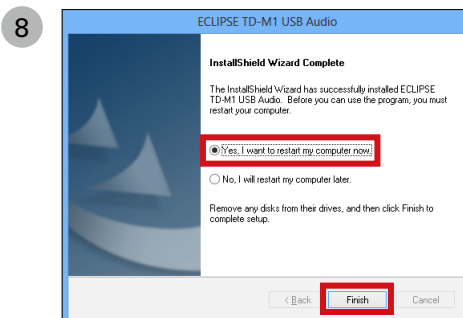 8
ECLIPSE TD-M1 USB Audio
InstallShield Wizard Complete
The InstallShield Wizard has successfully installed ECLIPSE
TD-M1 USB Audio. Before you can use the program, you must
restart your computer.
Yes, I want to restart my computer now.
No, I will restart my computer later.
Remove any disks from their drives, and then click Finish to
complete setup.
< Back
Finish
Cancel